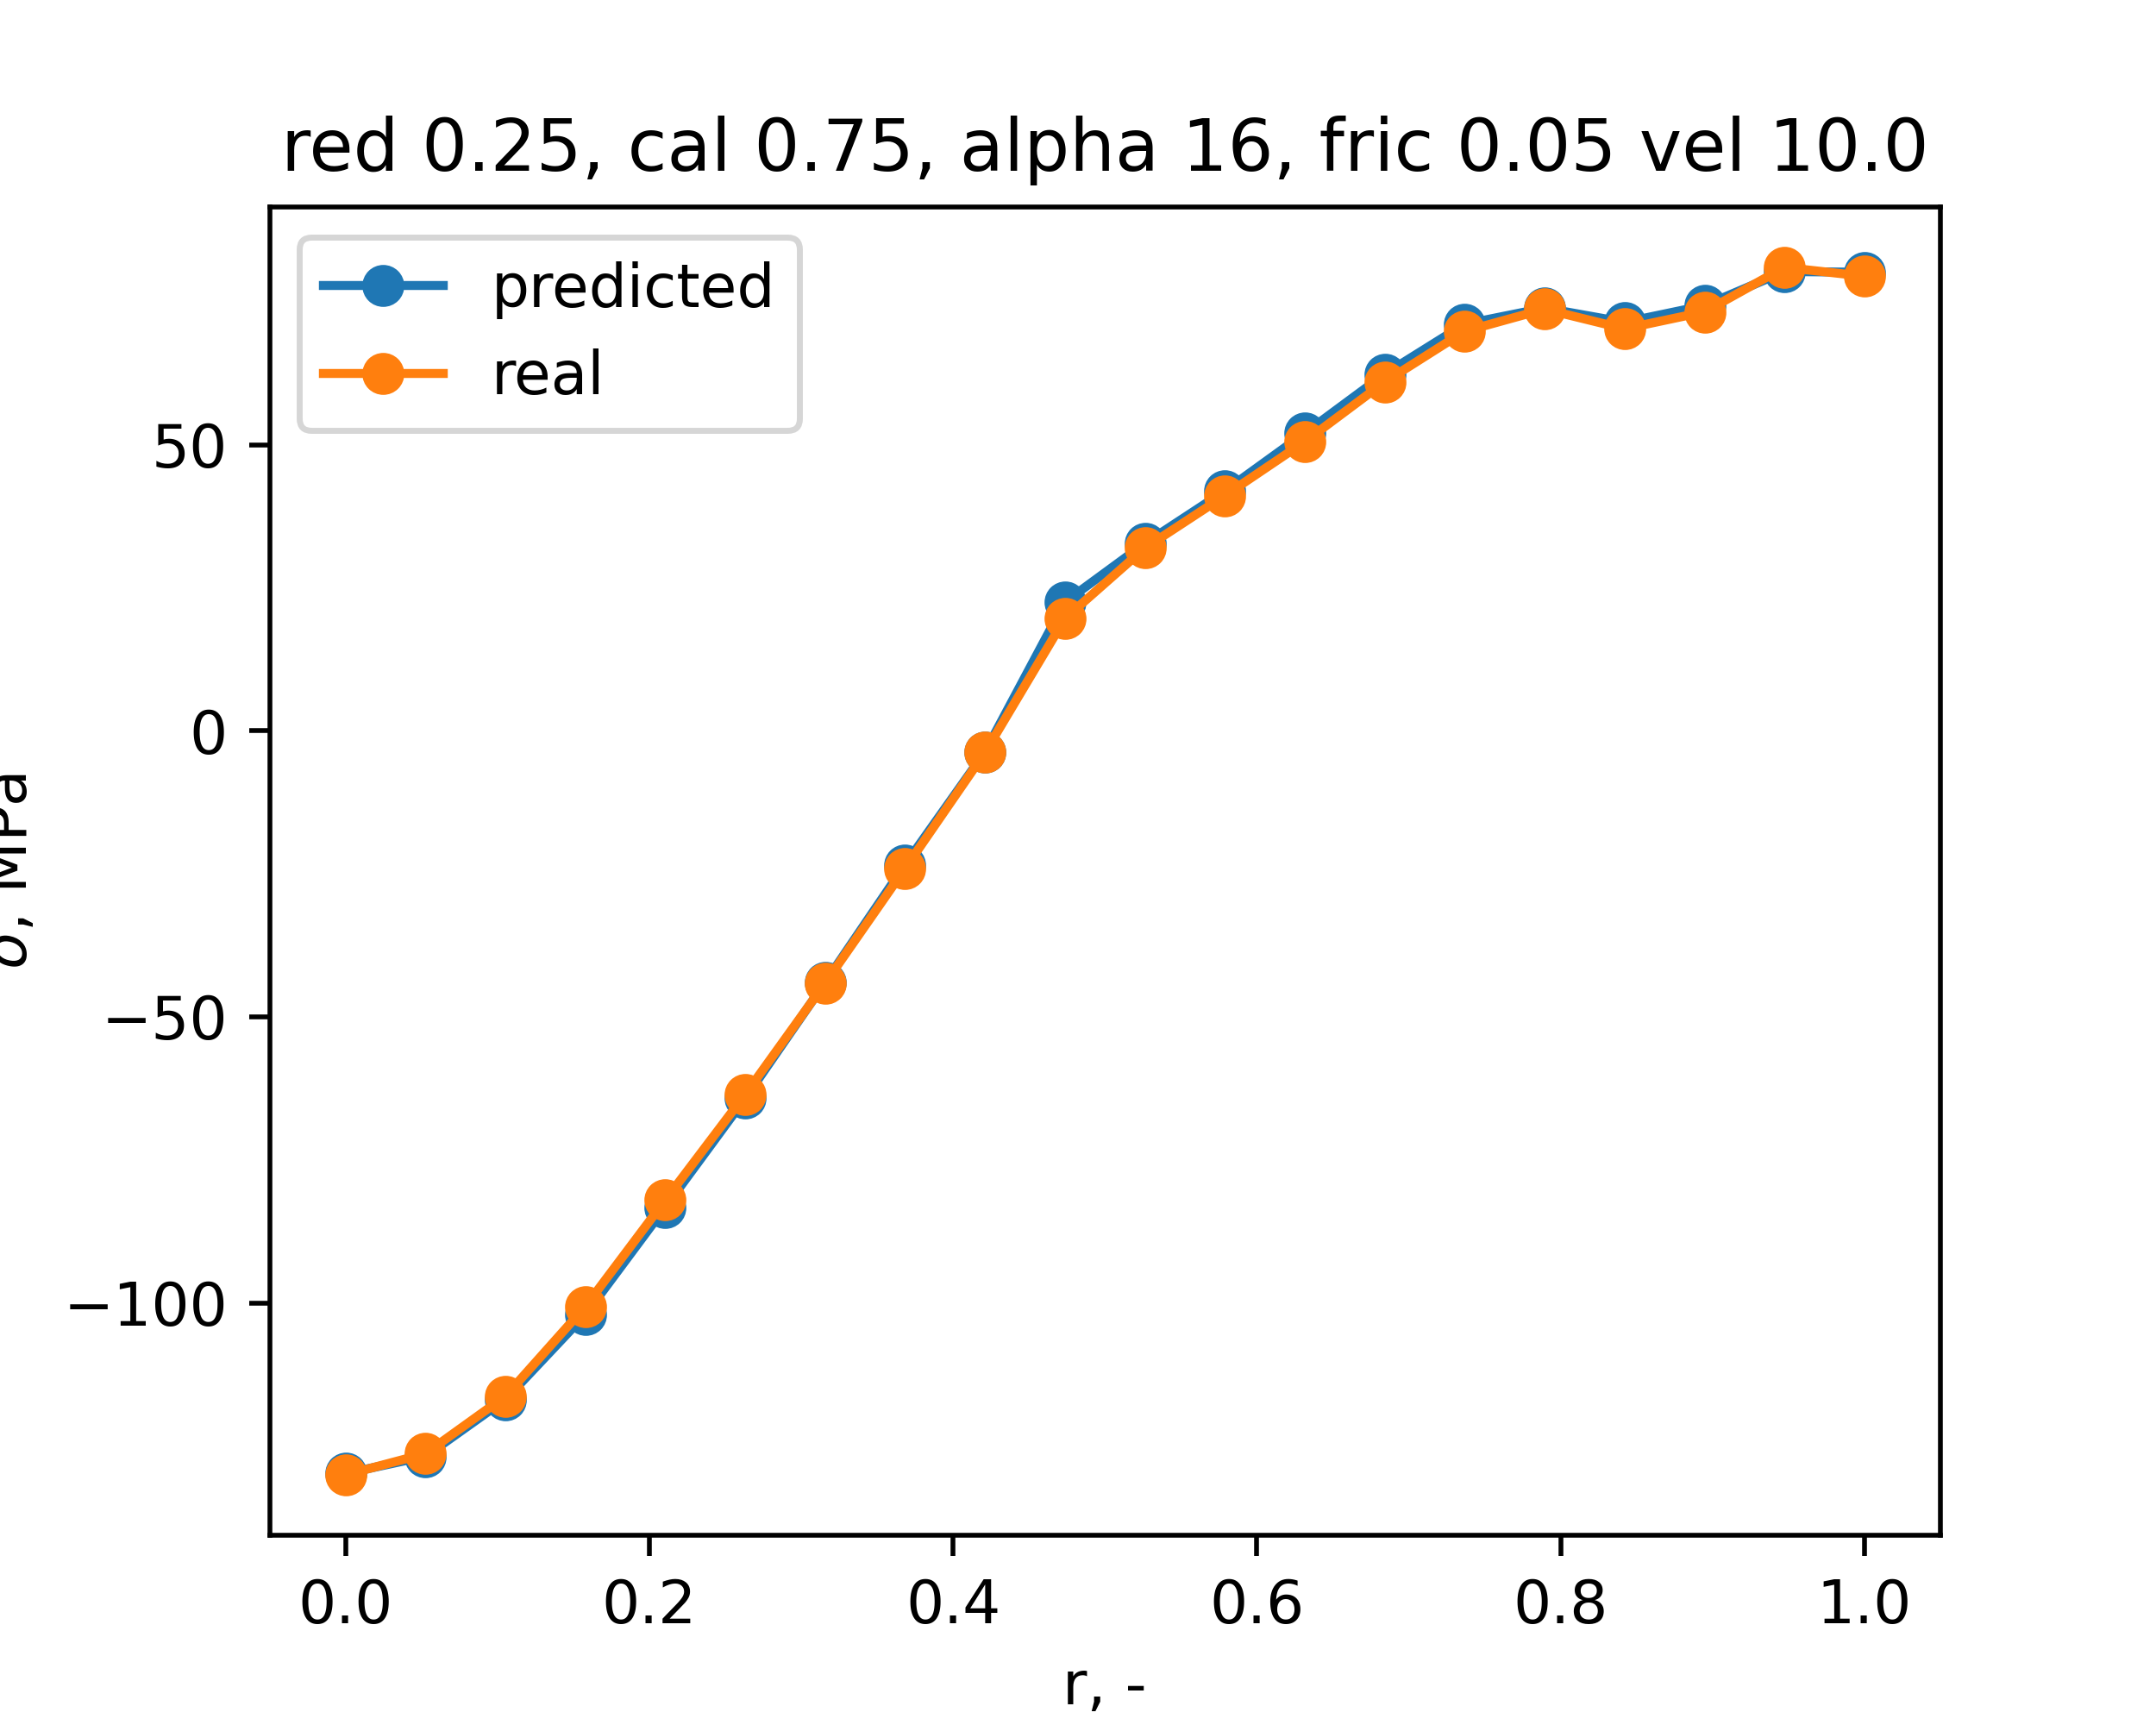 red 0.25, cal 0.75, alpha 16, fric 0.05 vel 10.0
predicted
real
50
0
−50
−100
σ, MPa
0.0 0.2 0.4 0.6 0.8 1.0
r, -